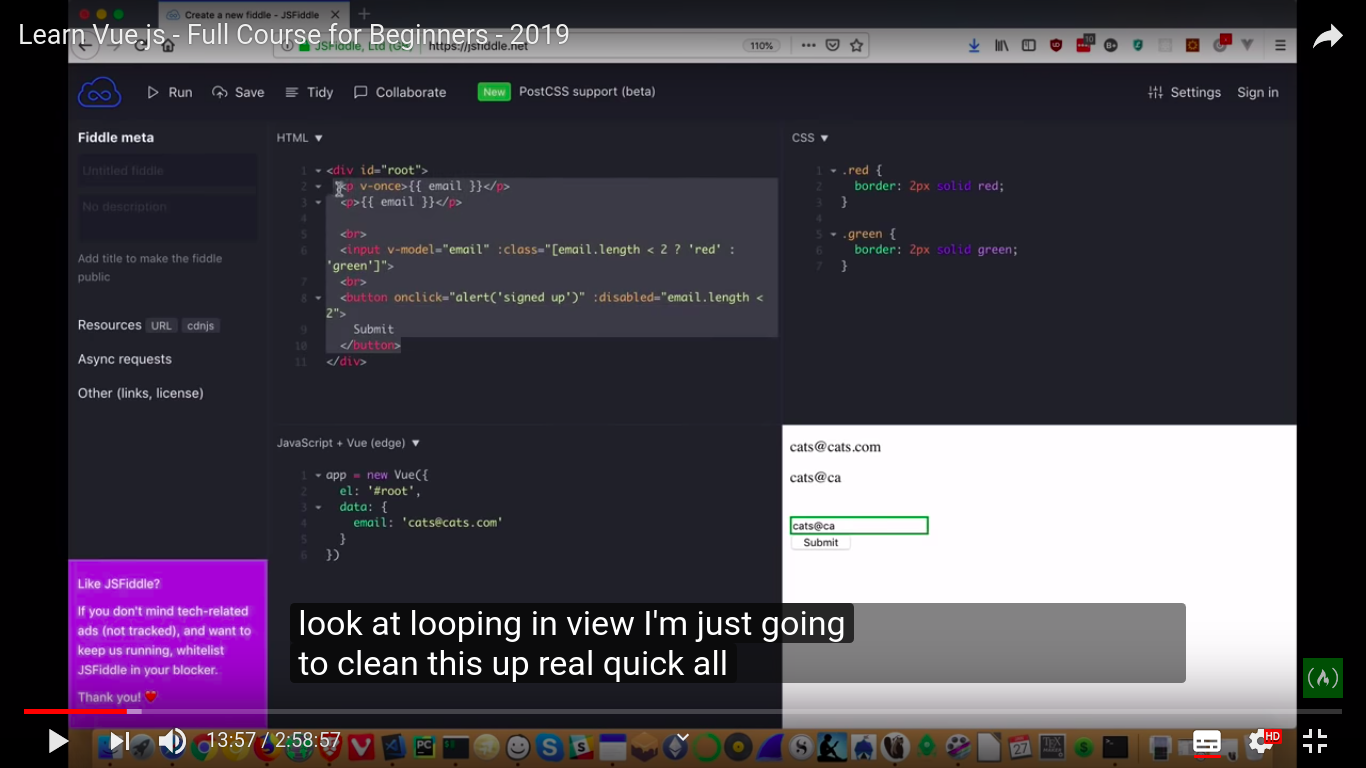 Create a new fiddle - JSFiddle
Learn Vue.js - Full Course for Beginners - 2019
JSFiddle, Ltd (GB) https://jsfiddle.net 110%
10
Run Save Tidy Collaborate New PostCSS support (beta) Settings Sign in
Fiddle meta
Untitled fiddle
No description
Add title to make the fiddle
public
Resources URL cdnjs
Async requests
Other (links, license)
Like JSFiddle?
If you don't mind tech-related
ads (not tracked), and want to
keep us running, whitelist
JSFiddle in your blocker.
Thank you!
HTML
1 <div id="root">
2 <p v-once>{{ email }}</p>
3 <p>{{ email }}</p>
4
5 <br>
6 <input v-model="email" :class="[email.length < 2 ? 'red' :
'green']">
7 <br>
8 <button onclick="alert('signed up')" :disabled="email.length <
2">
9 Submit
10 </button>
11 </div>
CSS
1 .red {
2 border: 2px solid red;
3 }
4
5 .green {
6 border: 2px solid green;
7 }
JavaScript + Vue (edge)
1 app = new Vue({
2 el: '#root',
3 data: {
4 email: 'cats@cats.com'
5 }
6 })
cats@cats.com
cats@ca
cats@ca
Submit
look at looping in view I'm just going
to clean this up real quick all
13:57 / 2:58:57
HD
PC
27
TEX